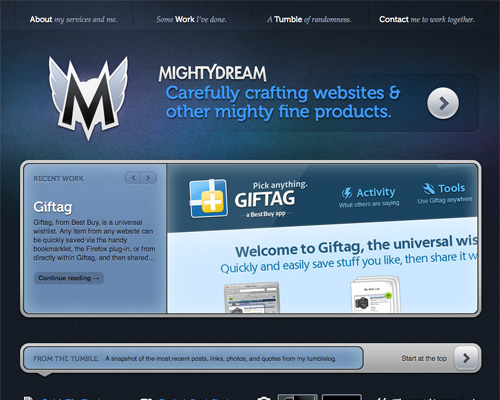 About my services and me.
Some Work I've done.
A Tumble of randomness.
Contact me to work together.
M
MIGHTYDREAM
Carefully crafting websites &
other mighty fine products.
RECENT WORK.
Giftag
Giftag, from Best Buy, is a universal
wishlist. Any item from any website can
be quickly saved via the handy
bookmarklet, the Firefox plug-in, or from
directly within Giftag, and then shared...
Continue reading →
Pick anything.
GIFTAG
a Best Buy app
Activity
What others are saying.
Tools
Use Giftag anywhere.
Welcome to Giftag, the universal wis
Quickly and easily save stuff you like, then share it w
FROM THE TUMBLE. A snapshot of the most recent posts, links, photos, and quotes from my tumblelog.
Start at the top